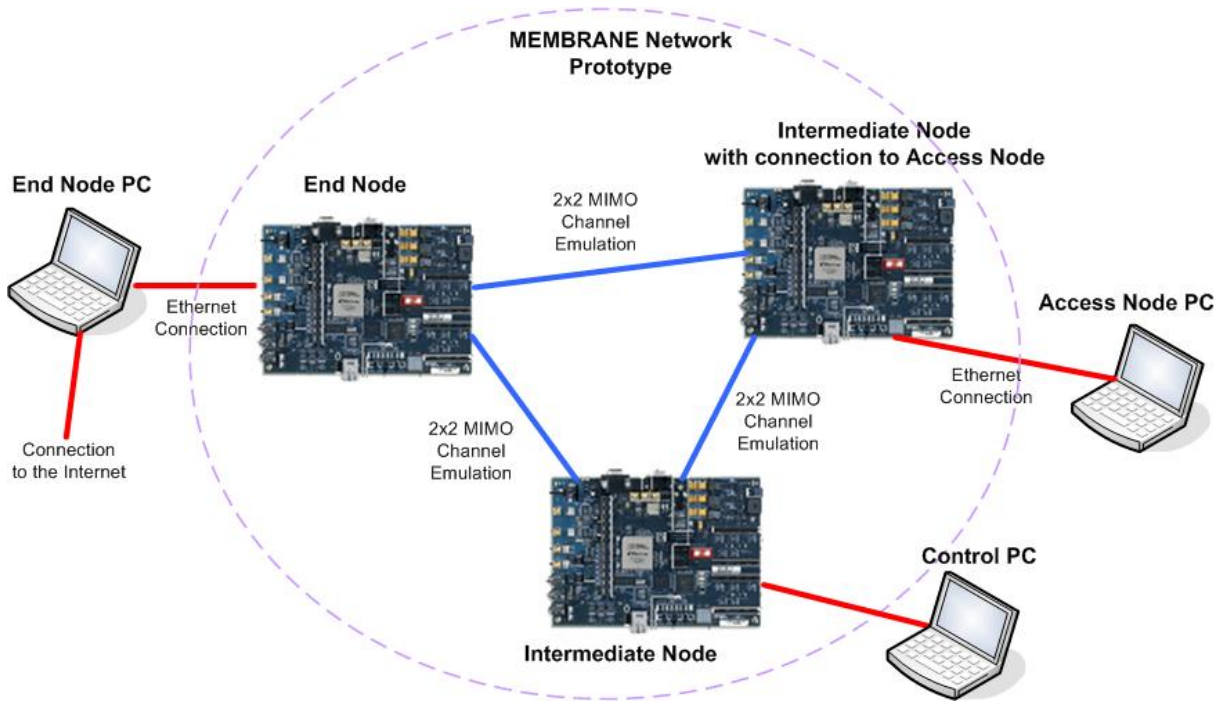 MEMBRANE Network
Prototype
Intermediate Node
with connection to Access Node
End Node PC
End Node
2x2 MIMO
Channel
Emulation
Ethernet
Connection
Access Node PC
Ethernet
Connection
2x2 MIMO
Channel
Emulation
2x2 MIMO
Channel
Emulation
Connection
to the Internet
Control PC
Intermediate Node